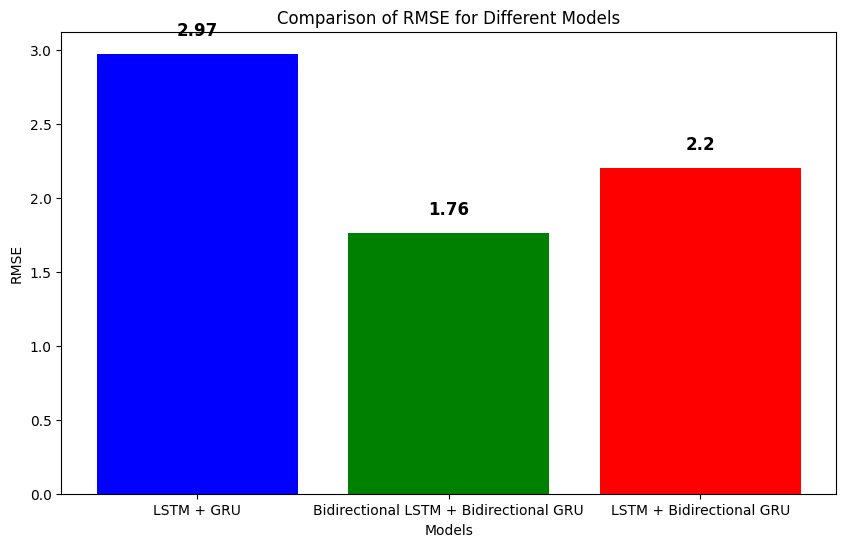 Comparison of RMSE for Different Models
2.97
1.76
2.2
3.0
2.5
2.0
1.5
1.0
0.5
0.0
RMSE
LSTM + GRU
Bidirectional LSTM + Bidirectional GRU
LSTM + Bidirectional GRU
Models